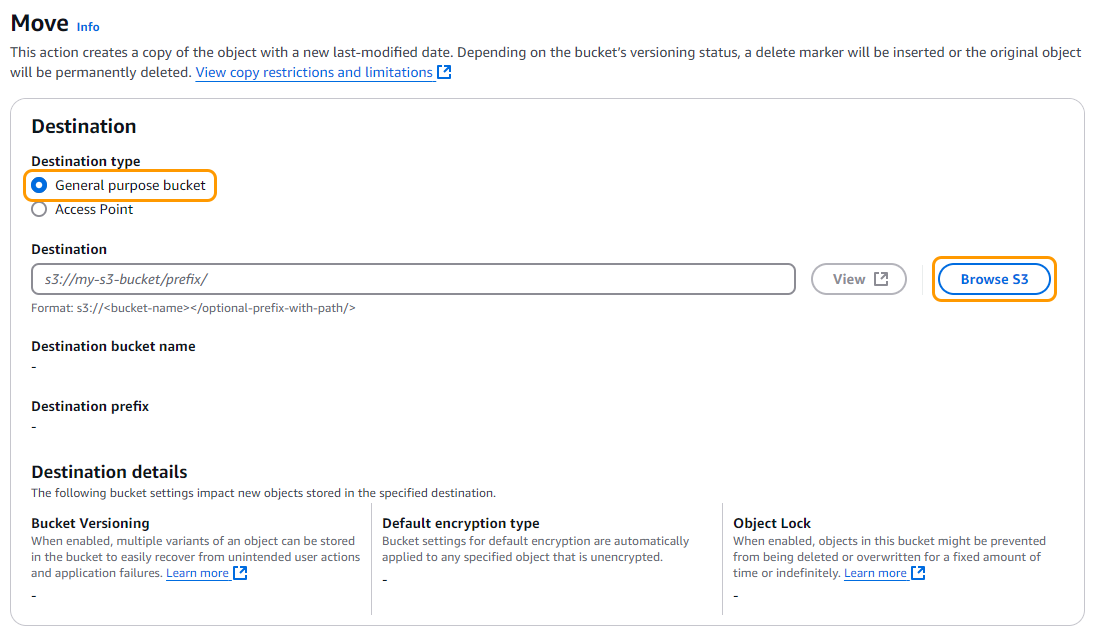 Move Info
This action creates a copy of the object with a new last-modified date. Depending on the bucket's versioning status, a delete marker will be inserted or the original object
will be permanently deleted. View copy restrictions and limitations
Destination
Destination type
General purpose bucket
Access Point
Destination
s3://my-s3-bucket/prefix/
View
Browse S3
Format: s3://<bucket-name></optional-prefix-with-path/>
Destination bucket name
-
Destination prefix
-
Destination details
The following bucket settings impact new objects stored in the specified destination.
Bucket Versioning
When enabled, multiple variants of an object can be stored
in the bucket to easily recover from unintended user actions
and application failures. Learn more
-
Default encryption type
Bucket settings for default encryption are automatically
applied to any specified object that is unencrypted.
-
Object Lock
When enabled, objects in this bucket might be prevented
from being deleted or overwritten for a fixed amount of
time or indefinitely. Learn more
-